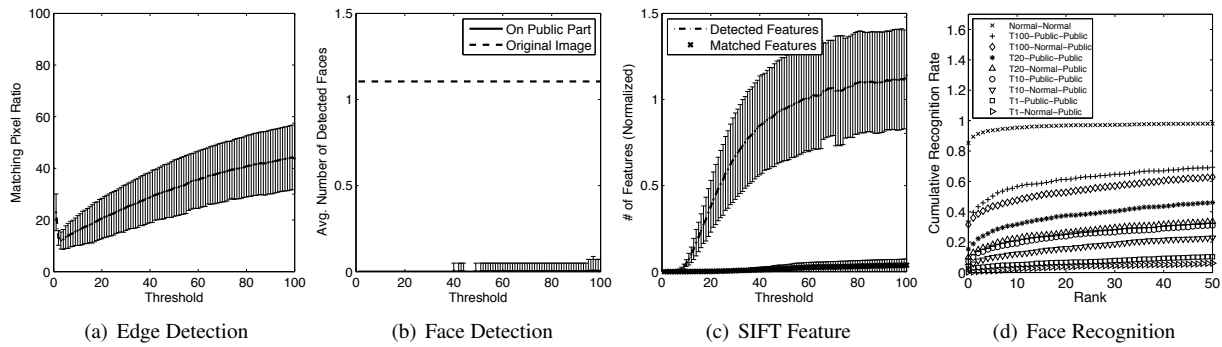 100
80
60
40
20
0
Matching Pixel Ratio
0 20 40 60 80 100
Threshold
(a) Edge Detection
1.5
1
0.5
0
Avg. Number of Detected Faces
On Public Part
Original Image
0 20 40 60 80 100
Threshold
(b) Face Detection
1.5
1
0.5
0
# of Features (Normalized)
Detected Features
Matched Features
0 20 40 60 80 100
Threshold
(c) SIFT Feature
1.6
1.4
1.2
1
0.8
0.6
0.4
0.2
0
Cumulative Recognition Rate
Normal−Normal
T100−Public−Public
T100−Normal−Public
T20−Public−Public
T20−Normal−Public
T10−Public−Public
T10−Normal−Public
T1−Public−Public
T1−Normal−Public
0 10 20 30 40 50
Rank
(d) Face Recognition